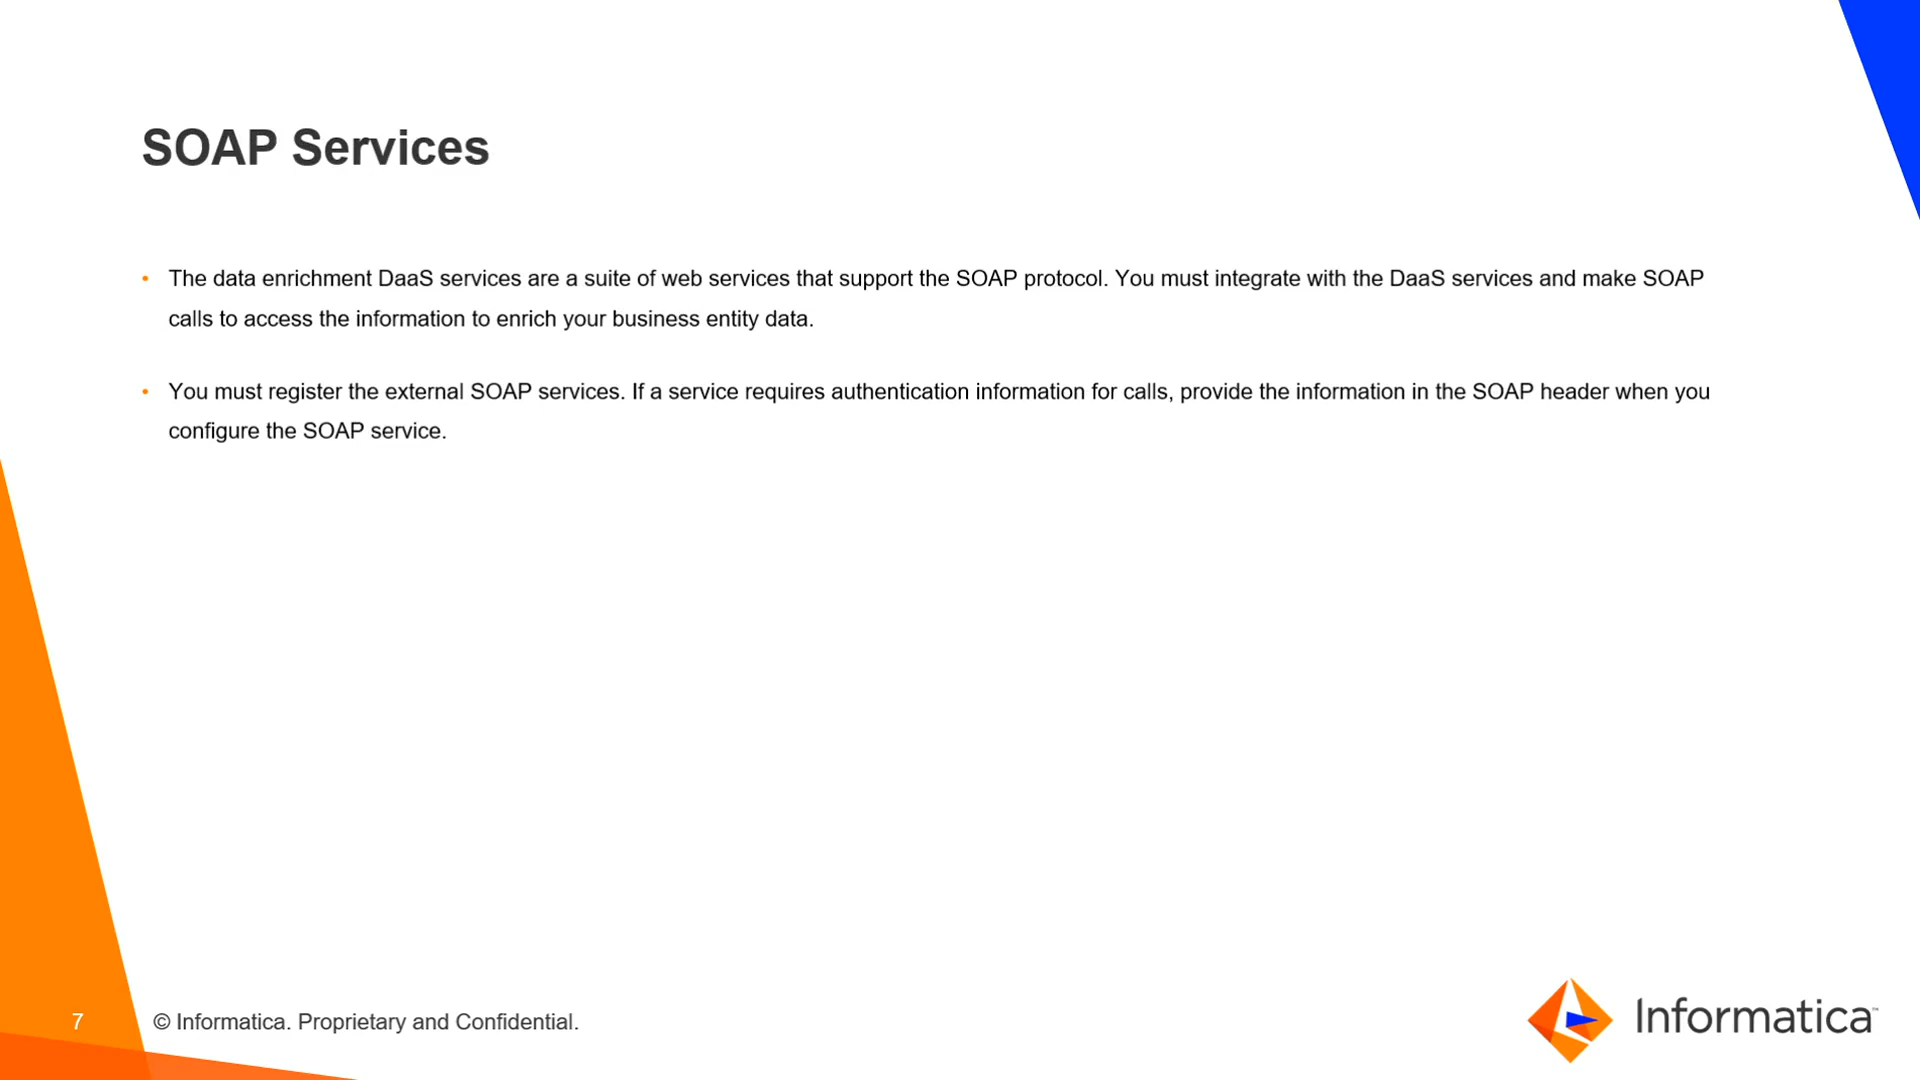 SOAP Services
• The data enrichment DaaS services are a suite of web services that support the SOAP protocol. You must integrate with the DaaS services and make SOAP
calls to access the information to enrich your business entity data.
• You must register the external SOAP services. If a service requires authentication information for calls, provide the information in the SOAP header when you
configure the SOAP service.
7
© Informatica. Proprietary and Confidential.
Informatica™